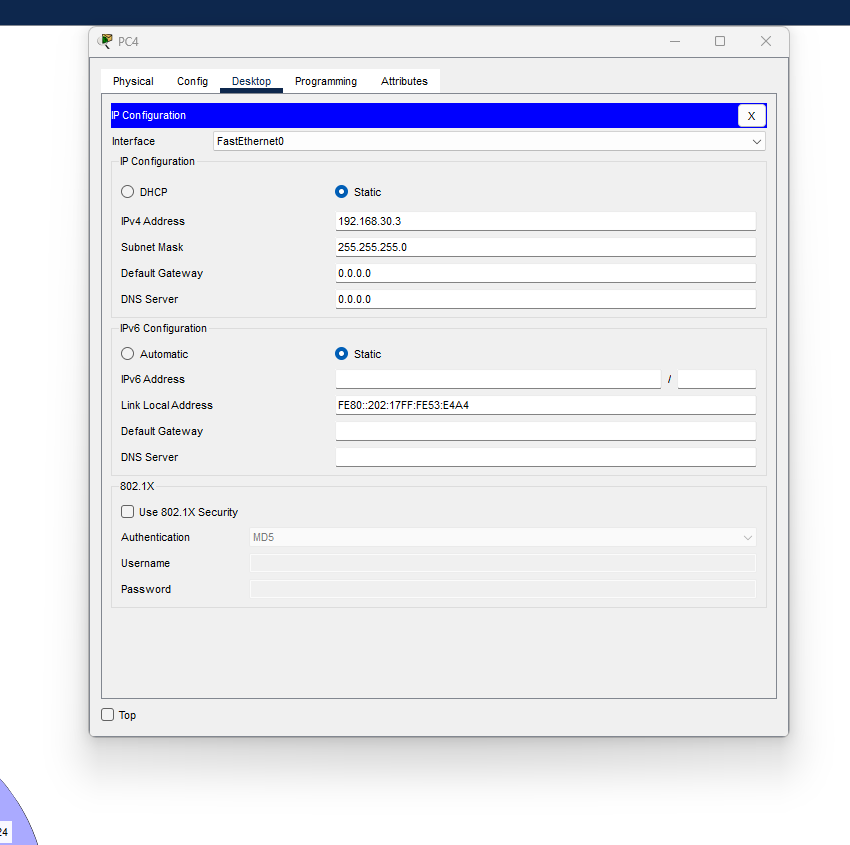 PC4
Physical Config Desktop Programming Attributes
IP Configuration X
Interface FastEthernet0
IP Configuration
DHCP Static
IPv4 Address 192.168.30.3
Subnet Mask 255.255.255.0
Default Gateway 0.0.0.0
DNS Server 0.0.0.0
IPv6 Configuration
Automatic Static
IPv6 Address /
Link Local Address FE80::202:17FF:FE53:E4A4
Default Gateway
DNS Server
802.1X
Use 802.1X Security
Authentication MD5
Username
Password
Top
24